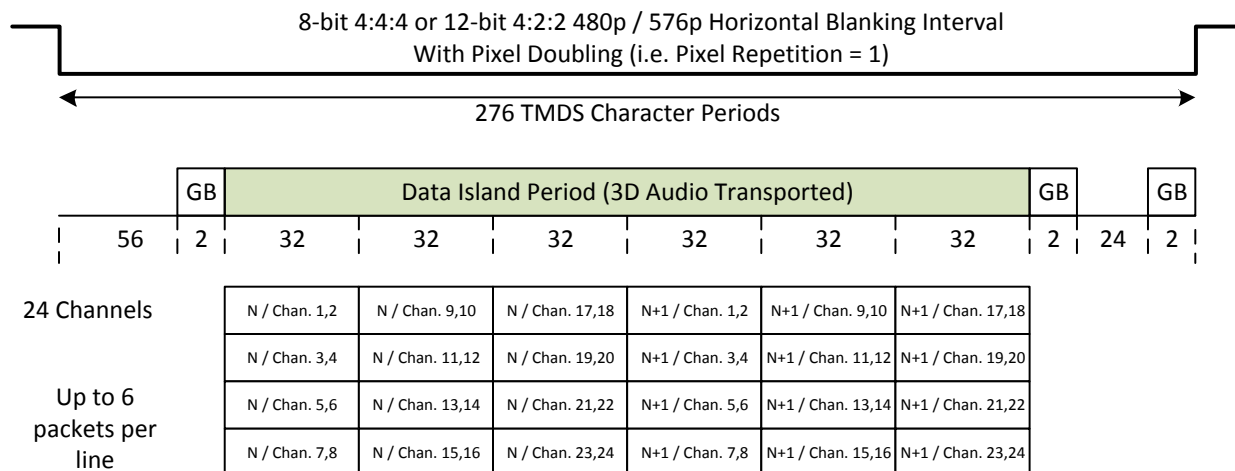 8-bit 4:4:4 or 12-bit 4:2:2 480p / 576p Horizontal Blanking Interval
With Pixel Doubling (i.e. Pixel Repetition = 1)
276 TMDS Character Periods
GB Data Island Period (3D Audio Transported) GB GB
56 2 32 32 32 32 32 32 2 24 2
24 Channels
N / Chan. 1,2 N / Chan. 9,10 N / Chan. 17,18 N+1 / Chan. 1,2 N+1 / Chan. 9,10 N+1 / Chan. 17,18
N / Chan. 3,4 N / Chan. 11,12 N / Chan. 19,20 N+1 / Chan. 3,4 N+1 / Chan. 11,12 N+1 / Chan. 19,20
Up to 6
packets per
line
N / Chan. 5,6 N / Chan. 13,14 N / Chan. 21,22 N+1 / Chan. 5,6 N+1 / Chan. 13,14 N+1 / Chan. 21,22
N / Chan. 7,8 N / Chan. 15,16 N / Chan. 23,24 N+1 / Chan. 7,8 N+1 / Chan. 15,16 N+1 / Chan. 23,24